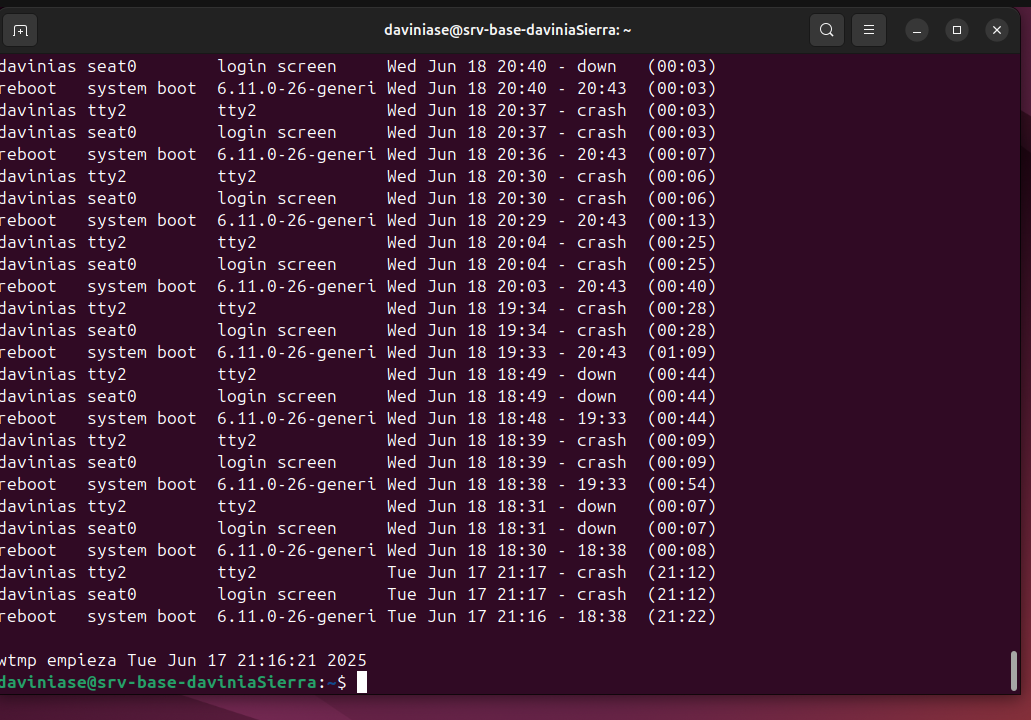 daviniase@srv-base-daviniaSierra: ~
davinias seat0 login screen Wed Jun 18 20:40 - down (00:03)
reboot system boot 6.11.0-26-generi Wed Jun 18 20:40 - 20:43 (00:03)
davinias tty2 tty2 Wed Jun 18 20:37 - crash (00:03)
davinias seat0 login screen Wed Jun 18 20:37 - crash (00:03)
reboot system boot 6.11.0-26-generi Wed Jun 18 20:36 - 20:43 (00:07)
davinias tty2 tty2 Wed Jun 18 20:30 - crash (00:06)
davinias seat0 login screen Wed Jun 18 20:30 - crash (00:06)
reboot system boot 6.11.0-26-generi Wed Jun 18 20:29 - 20:43 (00:13)
davinias tty2 tty2 Wed Jun 18 20:04 - crash (00:25)
davinias seat0 login screen Wed Jun 18 20:04 - crash (00:25)
reboot system boot 6.11.0-26-generi Wed Jun 18 20:03 - 20:43 (00:40)
davinias tty2 tty2 Wed Jun 18 19:34 - crash (00:28)
davinias seat0 login screen Wed Jun 18 19:34 - crash (00:28)
reboot system boot 6.11.0-26-generi Wed Jun 18 19:33 - 20:43 (01:09)
davinias tty2 tty2 Wed Jun 18 18:49 - down (00:44)
davinias seat0 login screen Wed Jun 18 18:49 - down (00:44)
reboot system boot 6.11.0-26-generi Wed Jun 18 18:48 - 19:33 (00:44)
davinias tty2 tty2 Wed Jun 18 18:39 - crash (00:09)
davinias seat0 login screen Wed Jun 18 18:39 - crash (00:09)
reboot system boot 6.11.0-26-generi Wed Jun 18 18:38 - 19:33 (00:54)
davinias tty2 tty2 Wed Jun 18 18:31 - down (00:07)
davinias seat0 login screen Wed Jun 18 18:31 - down (00:07)
reboot system boot 6.11.0-26-generi Wed Jun 18 18:30 - 18:38 (00:08)
davinias tty2 tty2 Tue Jun 17 21:17 - crash (21:12)
davinias seat0 login screen Tue Jun 17 21:17 - crash (21:12)
reboot system boot 6.11.0-26-generi Tue Jun 17 21:16 - 18:38 (21:22)
wtmp empieza Tue Jun 17 21:16:21 2025
daviniase@srv-base-daviniaSierra:~$